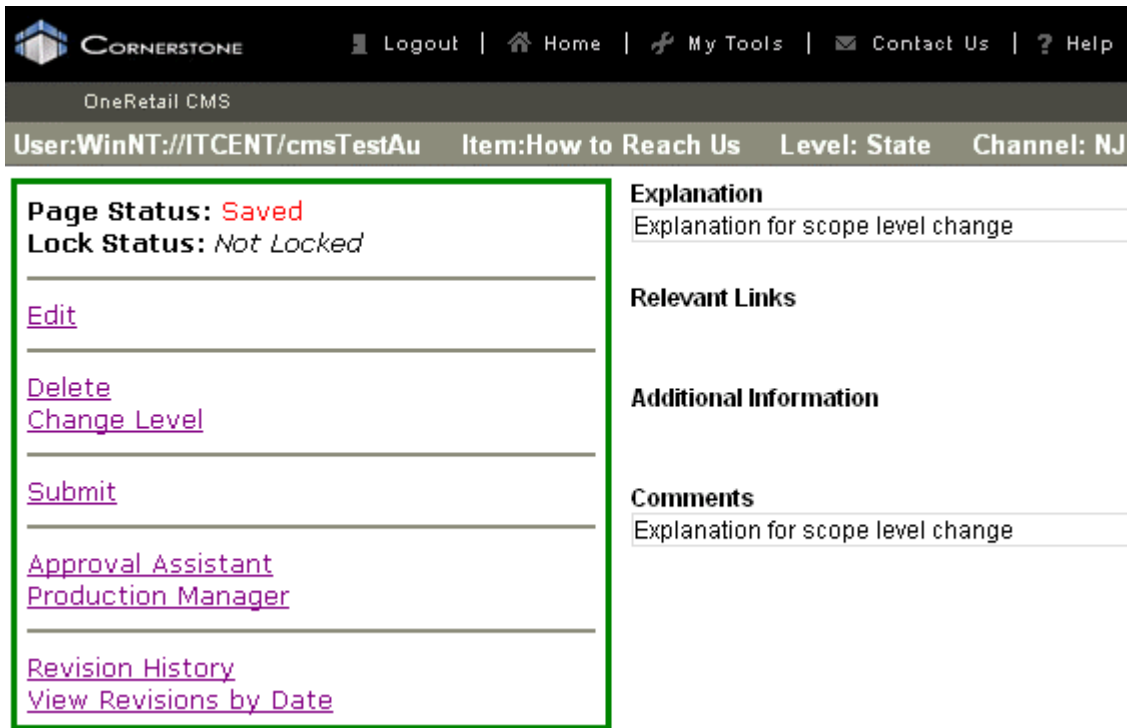 CORNERSTONE Logout | Home | My Tools | Contact Us | ? Help
OneRetail CMS
User:WinNT://ITCENT/cmsTestAu Item:How to Reach Us Level: State Channel: NJ
Page Status: Saved
Lock Status: Not Locked
Edit
Delete
Change Level
Submit
Approval Assistant
Production Manager
Revision History
View Revisions by Date
Explanation
Explanation for scope level change
Relevant Links
Additional Information
Comments
Explanation for scope level change